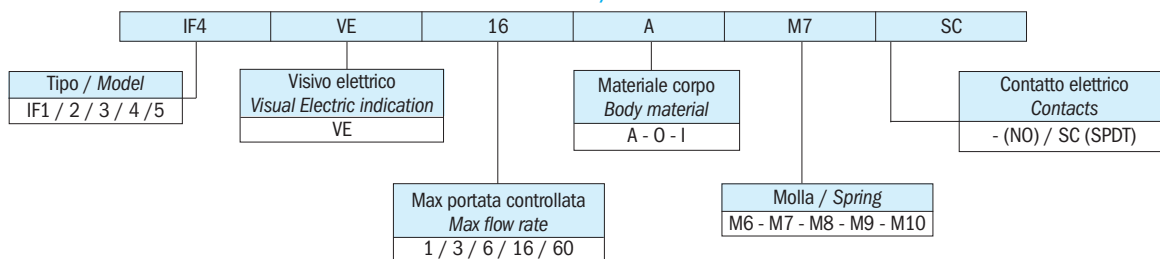 IF4 VE 16 A M7 SC
Tipo / Model
IF1 / 2 / 3 / 4 /5
Visivo elettrico
Visual Electric indication
VE
Materiale corpo
Body material
A - O - I
Contatto elettrico
Contacts
- (NO) / SC (SPDT)
Max portata controllata
Max flow rate
1 / 3 / 6 / 16 / 60
Molla / Spring
M6 - M7 - M8 - M9 - M10